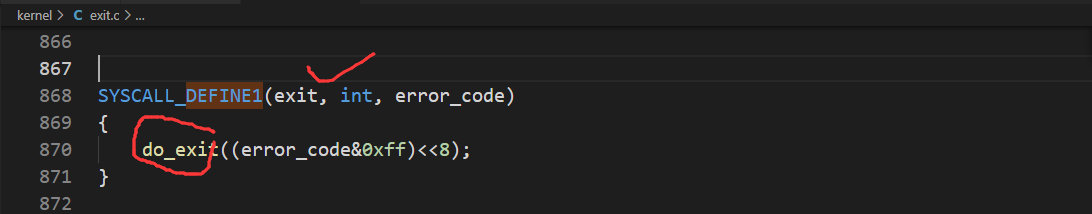 kernel > C exit.c > ...
866
867
868 SYSCALL_DEFINE1(exit, int, error_code)
869 {
870 do_exit((error_code&0xff)<<8);
871 }
872